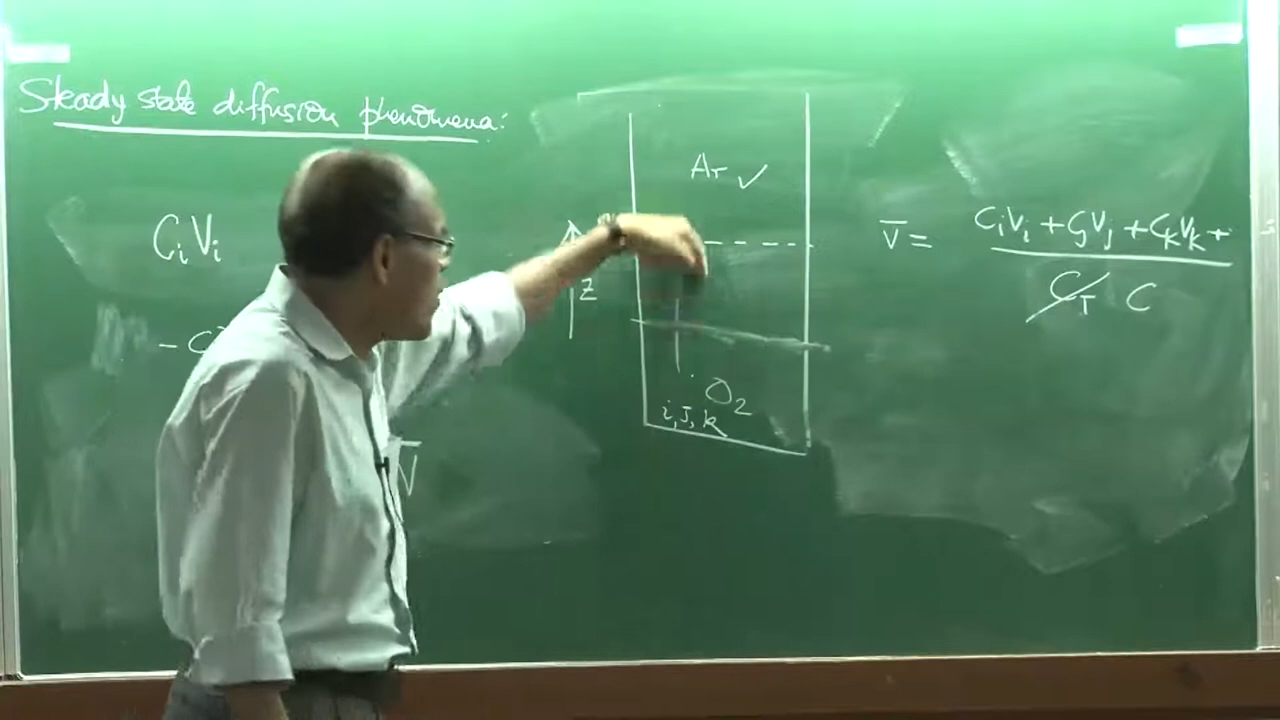 Steady state diffusion phenomena:
CiVi
- C
V̅
Ar ✓
Z
O2
i, J, k
V̅ = CiVi + CjVj + CkVk +
CT C